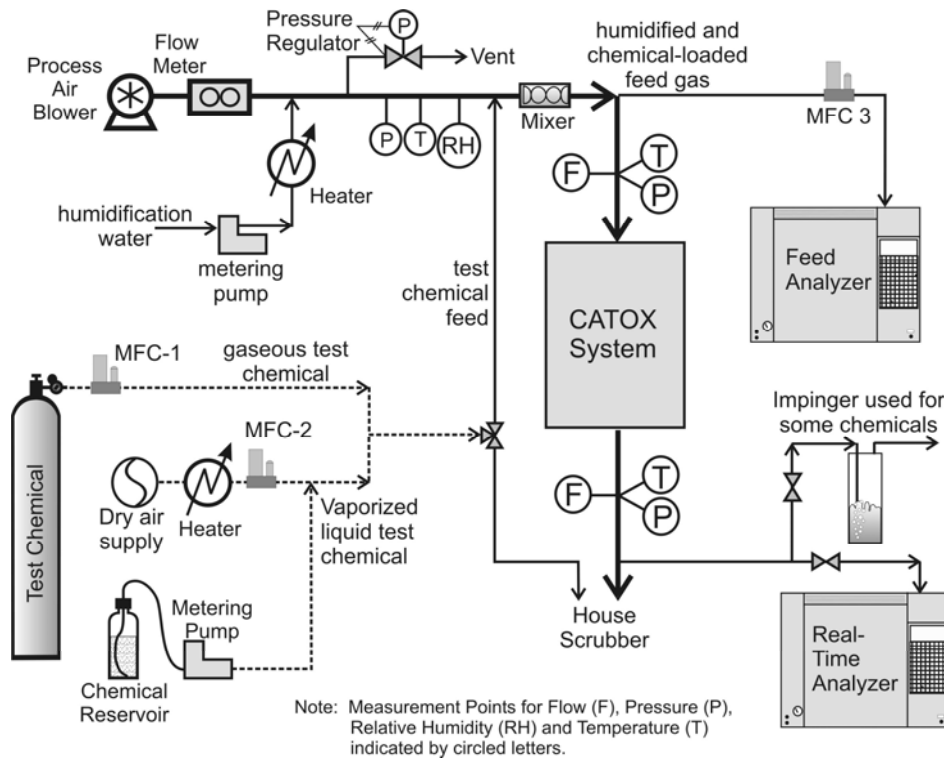 Process
Air
Blower
Flow
Meter
Pressure
Regulator
P
Vent
P
T
RH
Mixer
humidified and
chemical-loaded
feed gas
MFC 3
Heater
humidification
water
metering
pump
F
T
P
Feed
Analyzer
test
chemical
feed
CATOX
System
MFC-1
gaseous test
chemical
MFC-2
Dry air
supply
Heater
Vaporized
liquid test
chemical
Test Chemical
Impinger used for
some chemicals
F
T
P
Metering
Pump
Chemical
Reservoir
House
Scrubber
Real-
Time
Analyzer
Note: Measurement Points for Flow (F), Pressure (P),
Relative Humidity (RH) and Temperature (T)
indicated by circled letters.